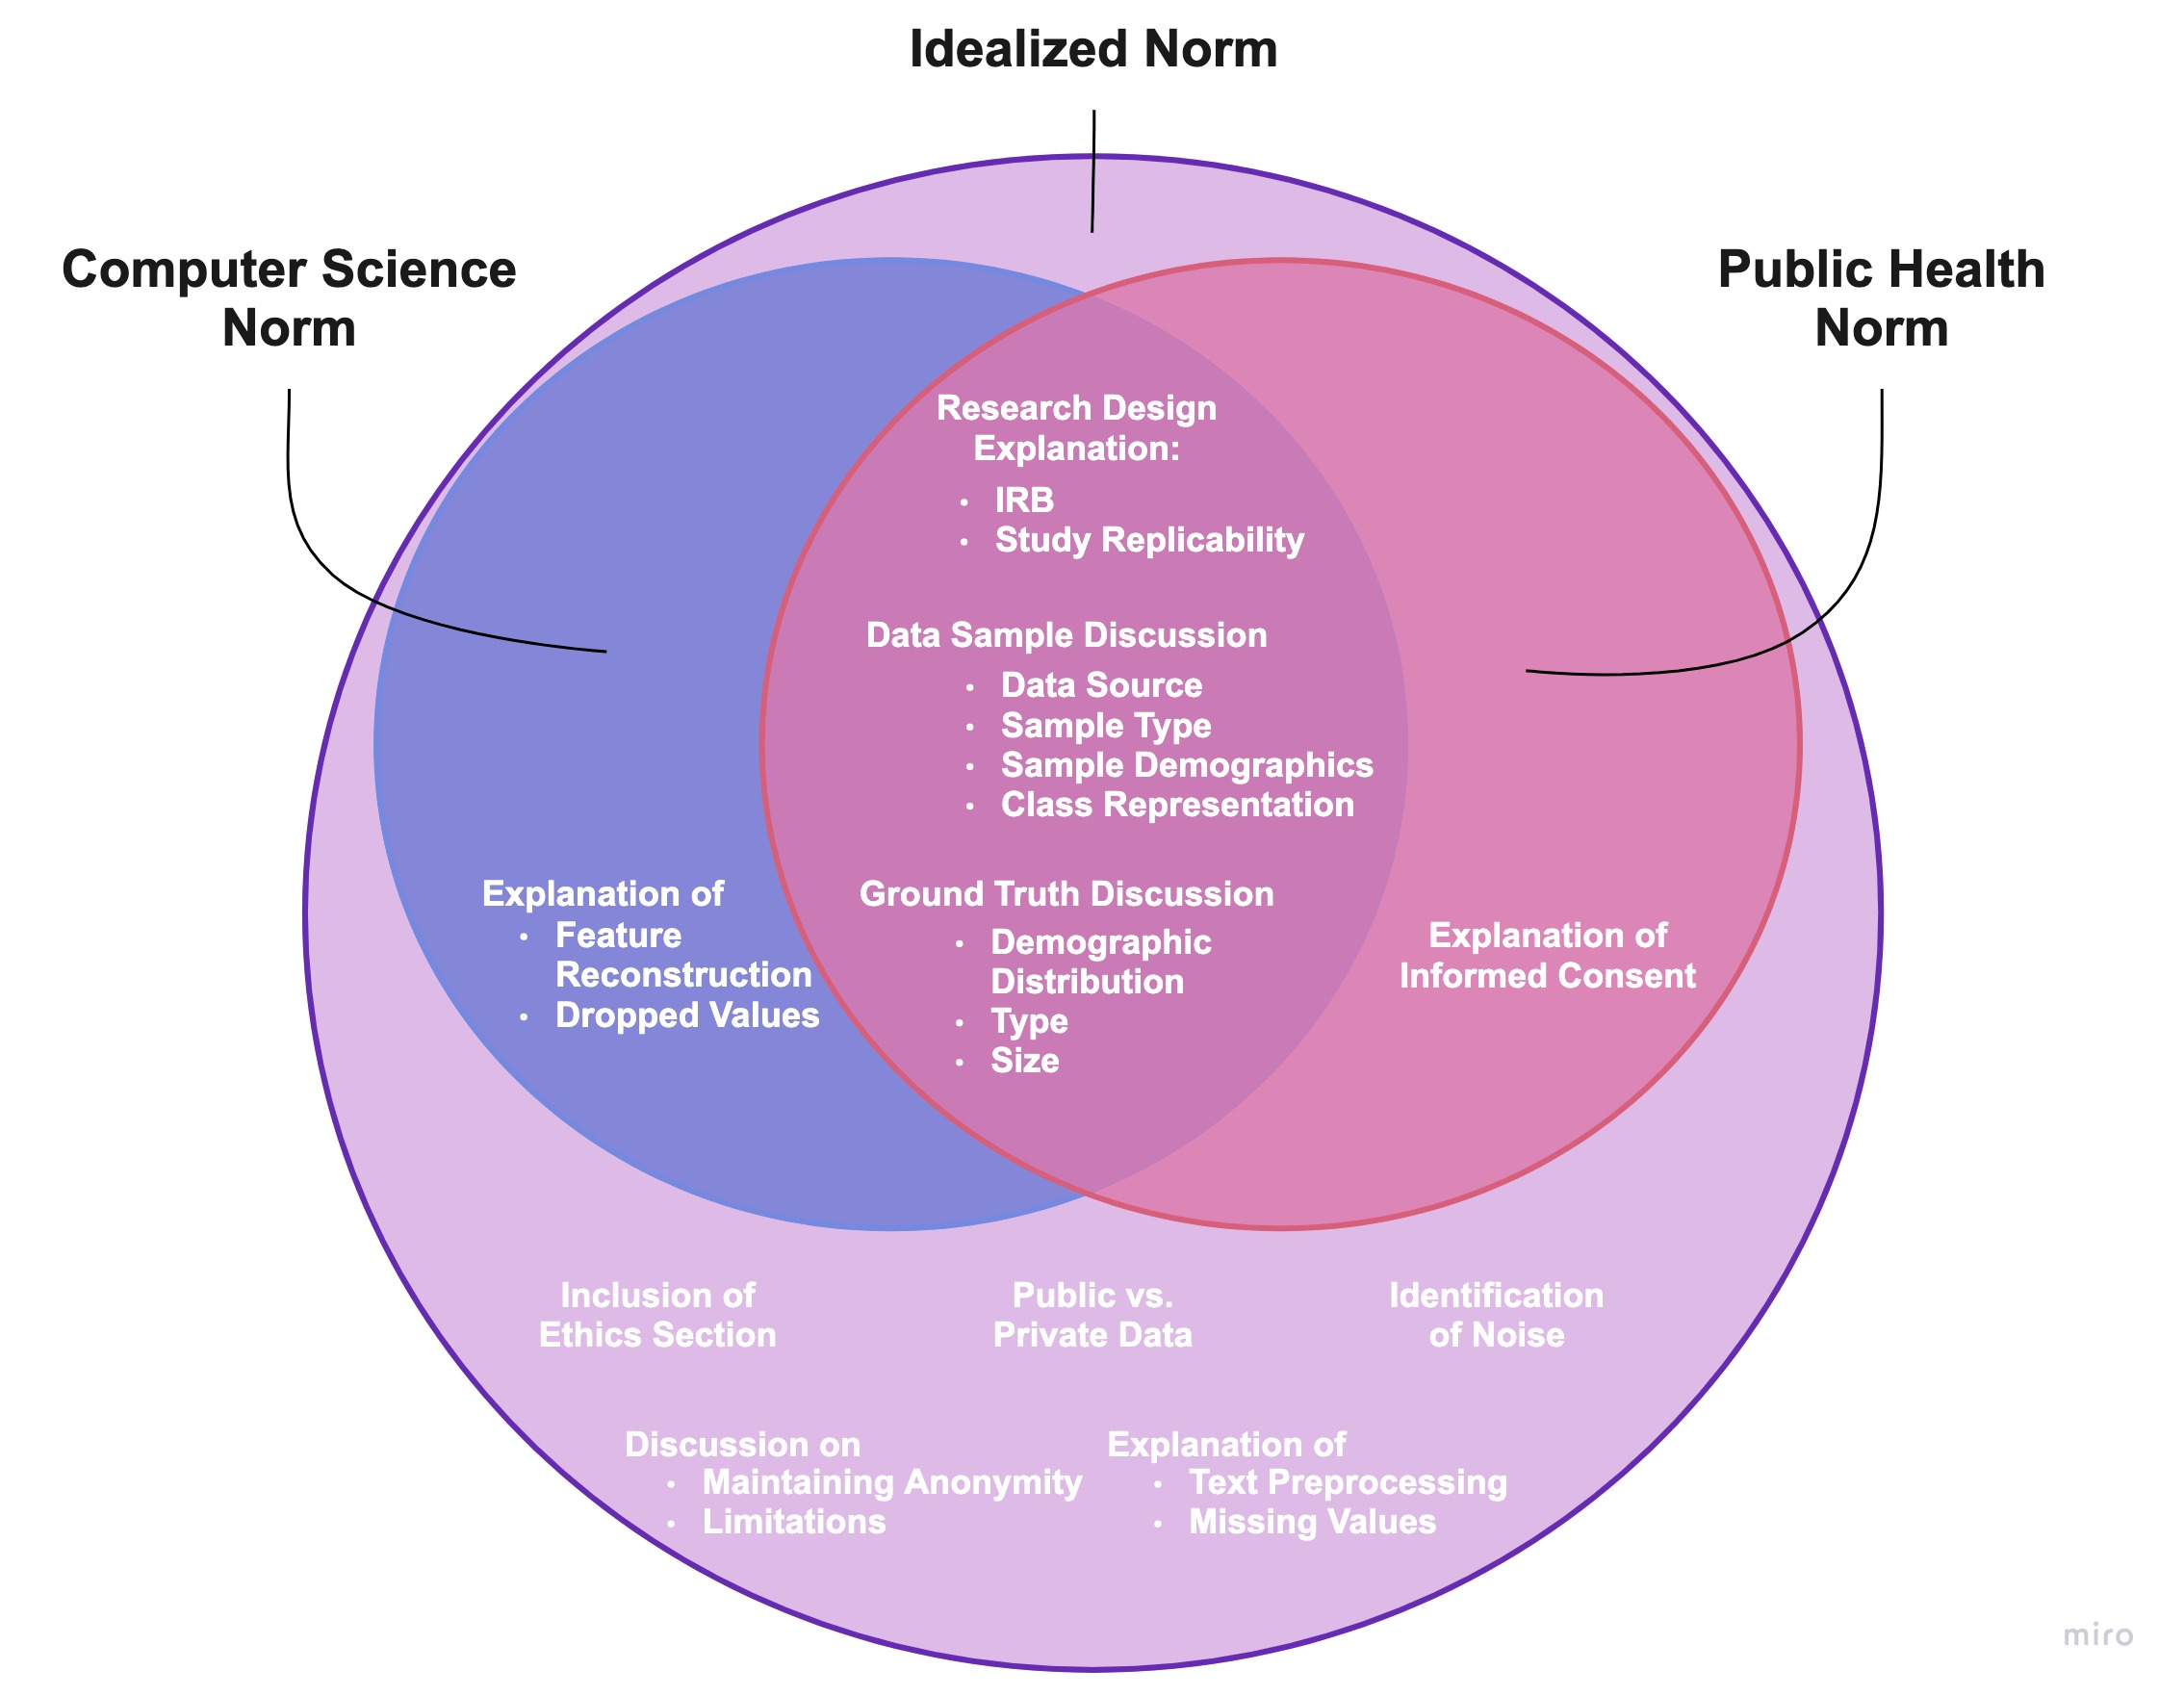 Idealized Norm
Computer Science
Norm
Public Health
Norm
Research Design
Explanation:
• IRB
• Study Replicability
Data Sample Discussion
• Data Source
• Sample Type
• Sample Demographics
• Class Representation
Explanation of
• Feature
Reconstruction
• Dropped Values
Ground Truth Discussion
• Demographic
Distribution
• Type
• Size
Explanation of
Informed Consent
Inclusion of
Ethics Section
Public vs.
Private Data
Identification
of Noise
Discussion on
• Maintaining Anonymity
• Limitations
Explanation of
• Text Preprocessing
• Missing Values
miro